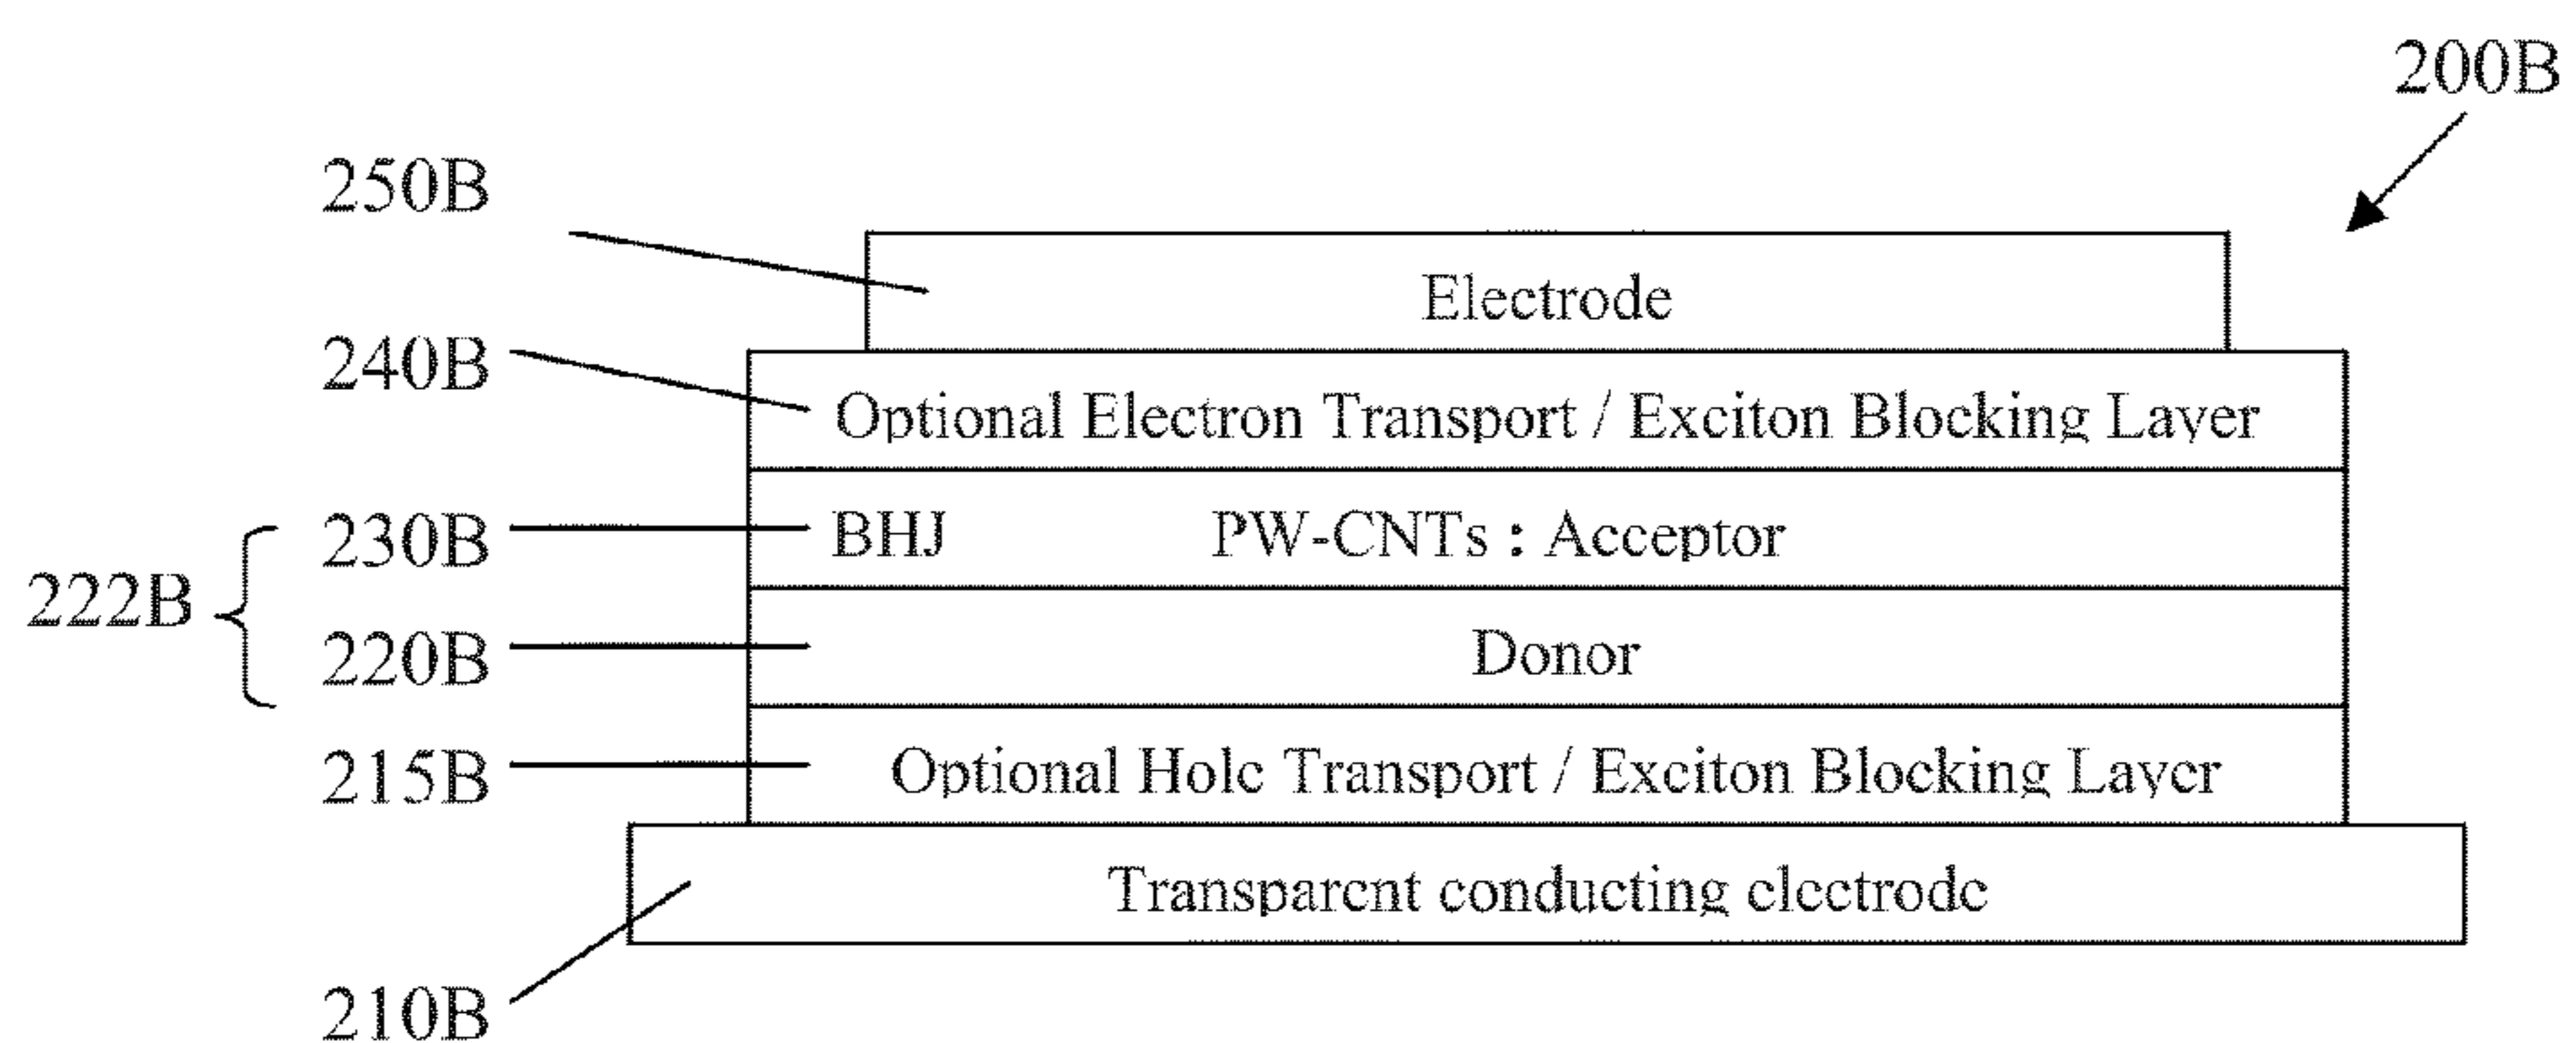 200B
250B
Electrode
240B
Optional Electron Transport / Exciton Blocking Layer
230B
BHJ PW-CNTs : Acceptor
222B
220B
Donor
215B
Optional Hole Transport / Exciton Blocking Layer
Transparent conducting electrode
210B